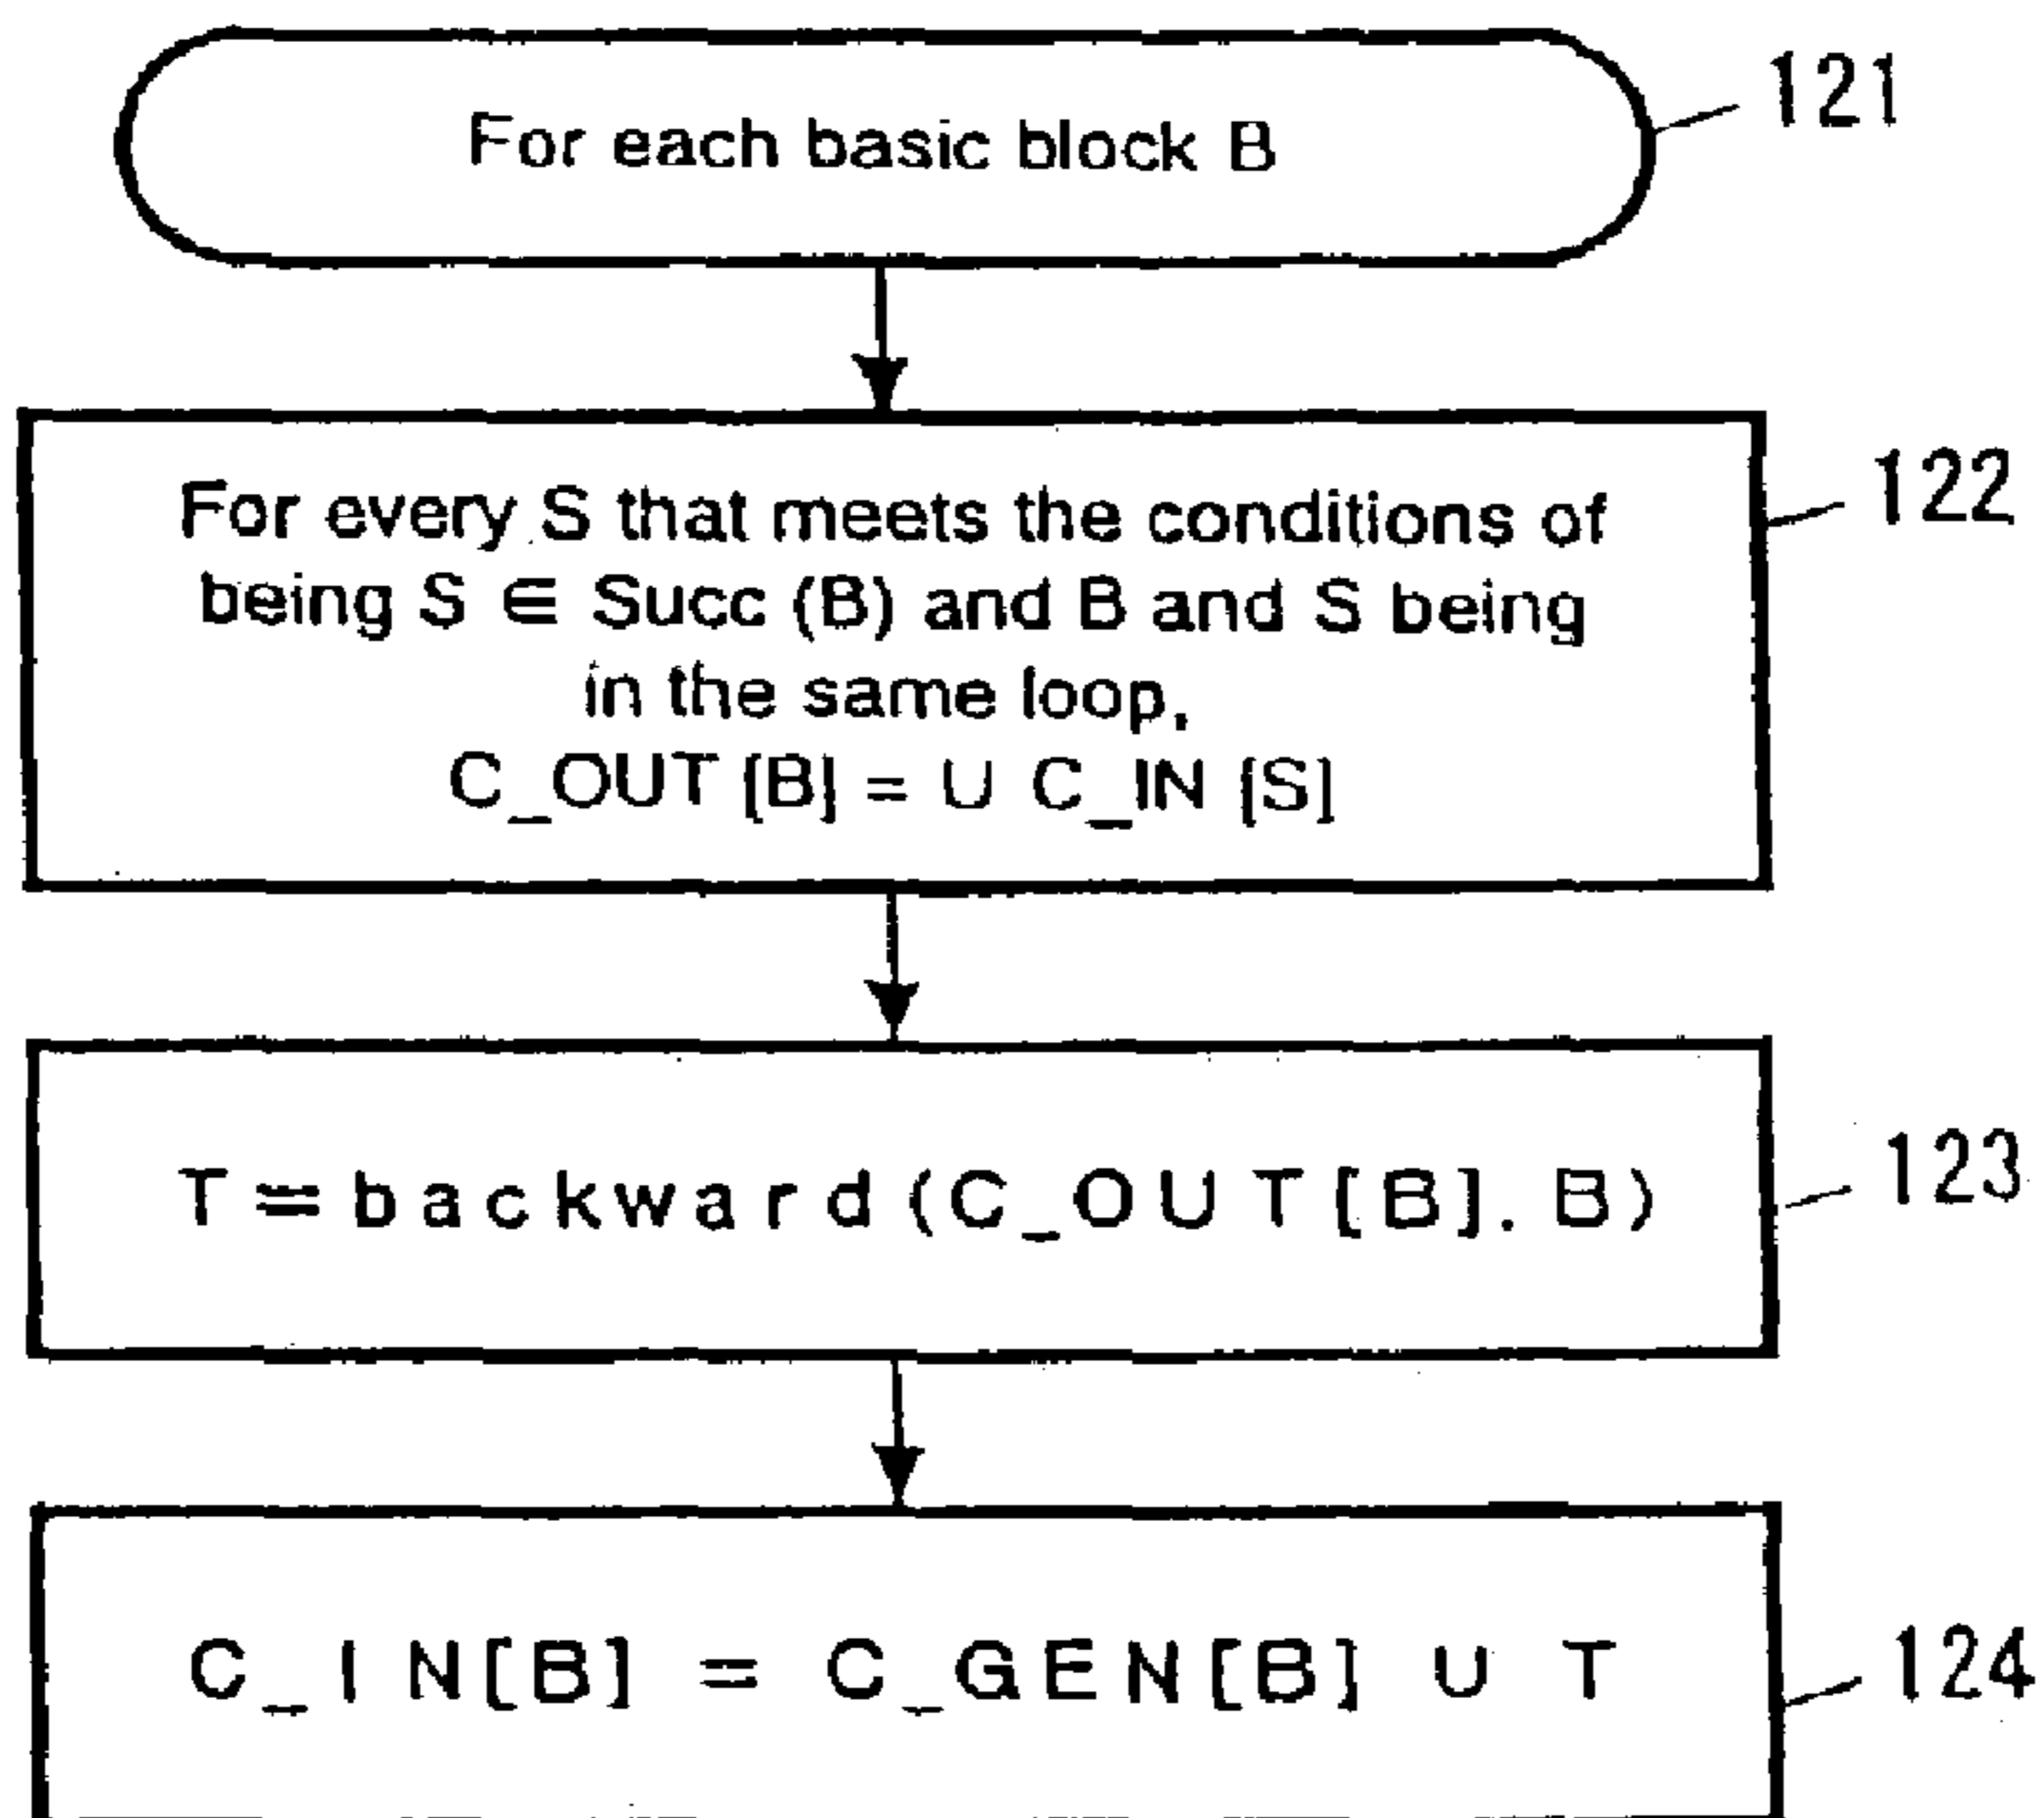 For each basic block B
121
For every S that meets the conditions of
being S ∈ Succ (B) and B and S being
in the same loop,
C_OUT [B] = U C_IN [S]
122
T = backward (C_OUT[B]. B)
123
C_IN[B] = C_GEN[B] U T
124